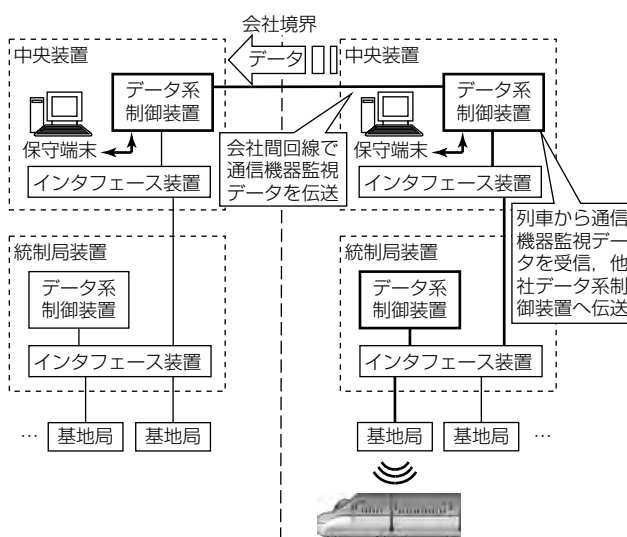 会社境界
データ
中央装置
データ系
制御装置
保守端末
インタフェース装置
会社間回線で
通信機器監視
データを伝送
中央装置
データ系
制御装置
保守端末
インタフェース装置
列車から通信
機器監視デー
タを受信，他
社データ系制
御装置へ伝送
統制局装置
データ系
制御装置
インタフェース装置
… 基地局 基地局
統制局装置
データ系
制御装置
インタフェース装置
基地局 基地局 …